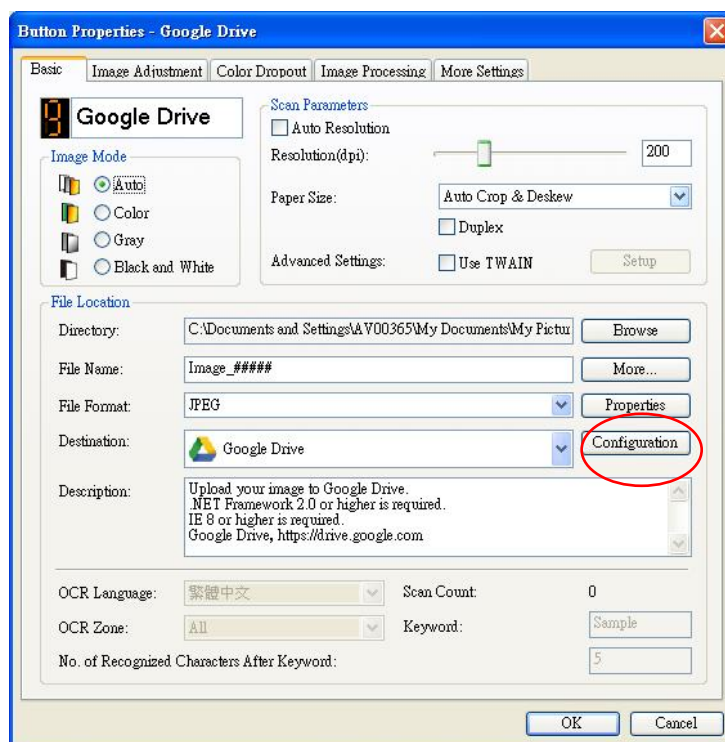 Button Properties - Google Drive
Basic Image Adjustment Color Dropout Image Processing More Settings
9 Google Drive
Scan Parameters
Auto Resolution
Resolution(dpi): 200
Paper Size: Auto Crop & Deskew
Duplex
Advanced Settings: Use TWAIN Setup
Image Mode
Auto
Color
Gray
Black and White
File Location
Directory: C:\Documents and Settings\AV00365\My Documents\My Pictur Browse
File Name: Image_##### More...
File Format: JPEG Properties
Destination: Google Drive Configuration
Description: Upload your image to Google Drive.
.NET Framework 2.0 or higher is required.
IE 8 or higher is required.
Google Drive, https://drive.google.com
OCR Language: 繁體中文 Scan Count: 0
OCR Zone: All Keyword: Sample
No. of Recognized Characters After Keyword: 5
OK Cancel